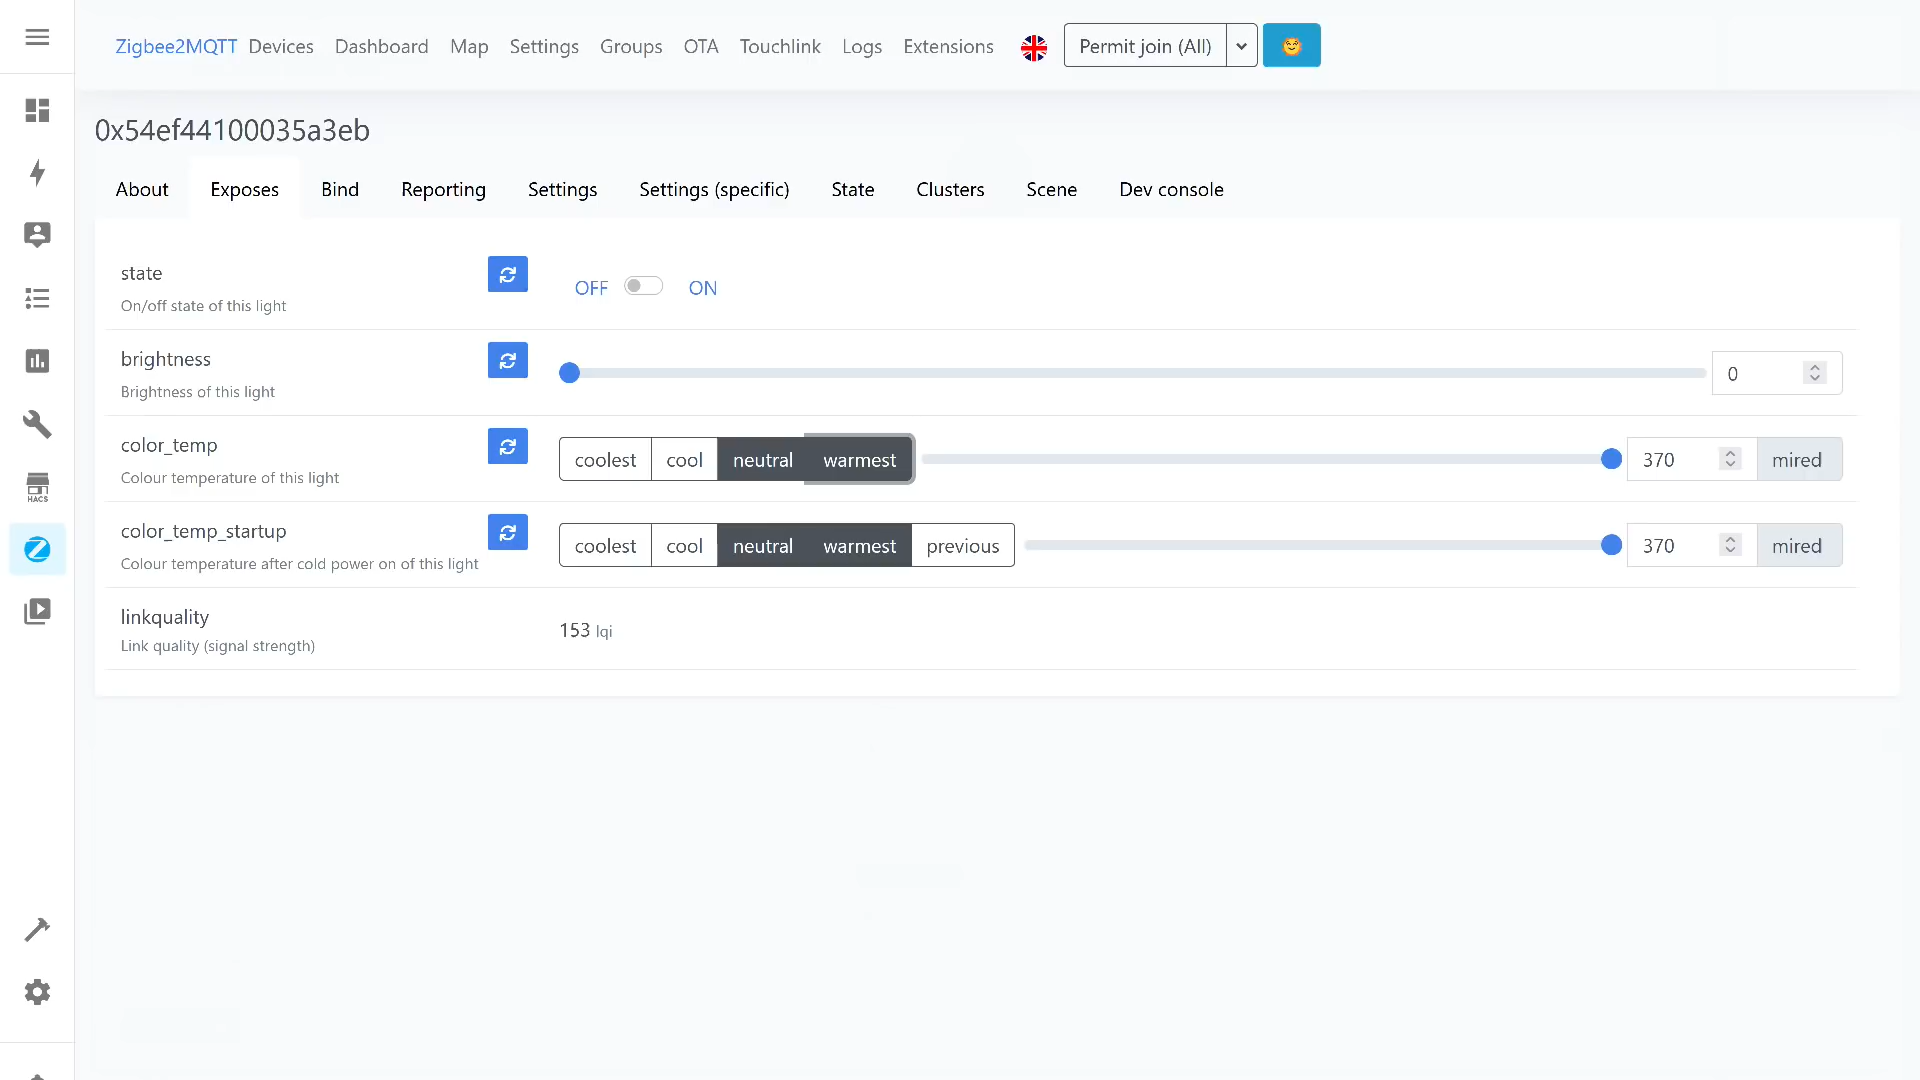 Zigbee2MQTT Devices Dashboard Map Settings Groups OTA Touchlink Logs Extensions Permit join (All)
0x54ef44100035a3eb
About Exposes Bind Reporting Settings Settings (specific) State Clusters Scene Dev console
state
On/off state of this light
OFF ON
brightness
Brightness of this light
0
color_temp
Colour temperature of this light
coolest cool neutral warmest 370 mired
color_temp_startup
Colour temperature after cold power on of this light
coolest cool neutral warmest previous 370 mired
linkquality
Link quality (signal strength)
153 lqi
HACS